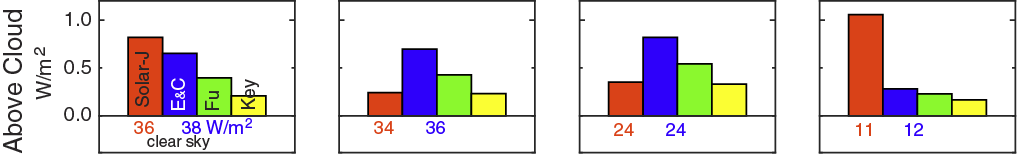 Above Cloud
W/m²
1.0
0.5
0.0
Solar-J
E&C
Fu
Key
36 38 W/m²
clear sky
34 36
24 24
11 12